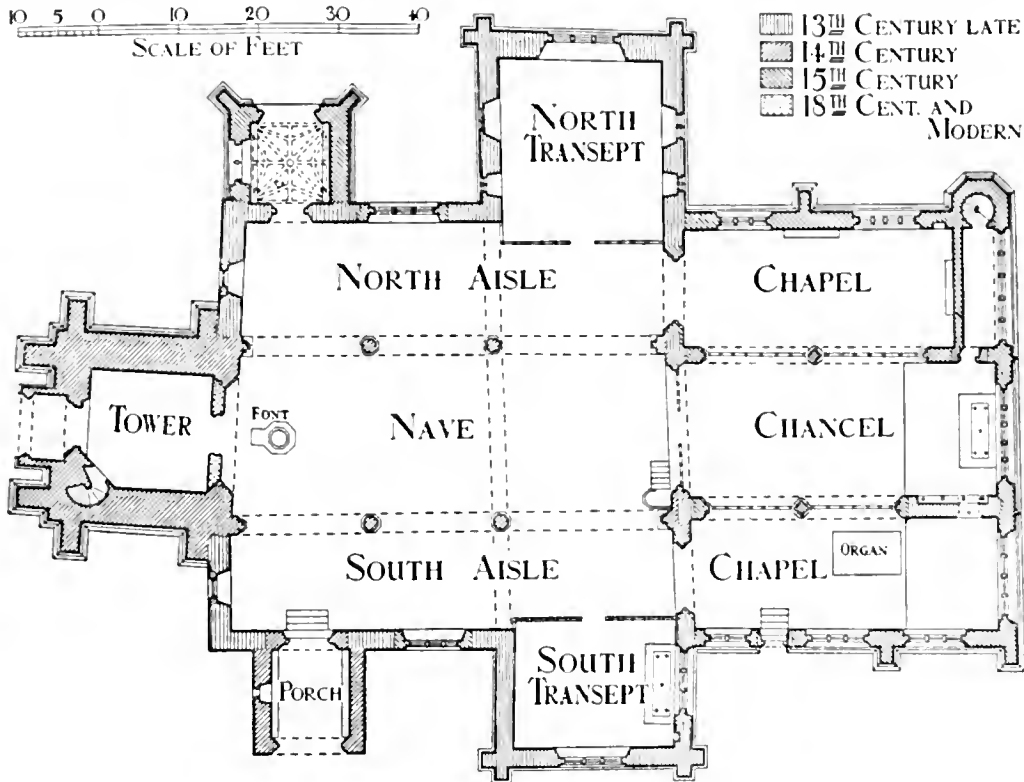 10 5 0 10 20 30 40
SCALE OF FEET
13TH CENTURY LATE
14TH CENTURY
15TH CENTURY
18TH CENT. AND
MODERN
NORTH
TRANSEPT
NORTH AISLE
CHAPEL
TOWER
FONT
NAVE
CHANCEL
SOUTH AISLE
CHAPEL
ORGAN
PORCH
SOUTH
TRANSEPT